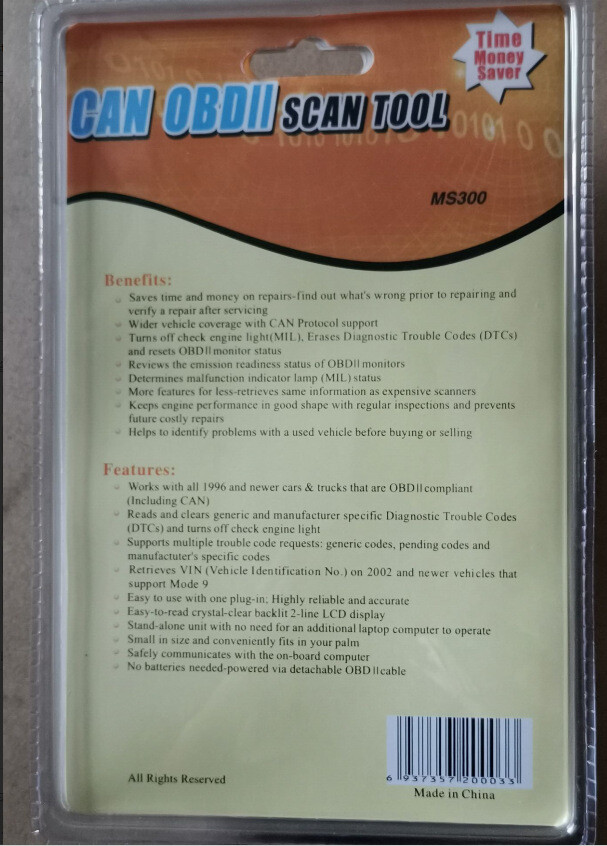 Time
Money
Saver
CAN OBDII SCAN TOOL
MS300
Benefits:
Saves time and money on repairs-find out what's wrong prior to repairing and
verify a repair after servicing
Wider vehicle coverage with CAN Protocol support
Turns off check engine light(MIL), Erases Diagnostic Trouble Codes (DTCs)
and resets OBDII monitor status
Reviews the emission readiness status of OBDII monitors
Determines malfunction indicator lamp (MIL) status
More features for less-retrieves same information as expensive scanners
Keeps engine performance in good shape with regular inspections and prevents
future costly repairs
Helps to identify problems with a used vehicle before buying or selling
Features:
Works with all 1996 and newer cars & trucks that are OBDII compliant
(Including CAN)
Reads and clears generic and manufacturer specific Diagnostic Trouble Codes
(DTCs) and turns off check engine light
Supports multiple trouble code requests: generic codes, pending codes and
manufactuter's specific codes
Retrieves VIN (Vehicle Identification No.) on 2002 and newer vehicles that
support Mode 9
Easy to use with one plug-in; Highly reliable and accurate
Easy-to-read crystal-clear backlit 2-line LCD display
Stand-alone unit with no need for an additional laptop computer to operate
Small in size and conveniently fits in your palm
Safely communicates with the on-board computer
No batteries needed-powered via detachable OBDII cable
6 937357 200033
All Rights Reserved
Made in China